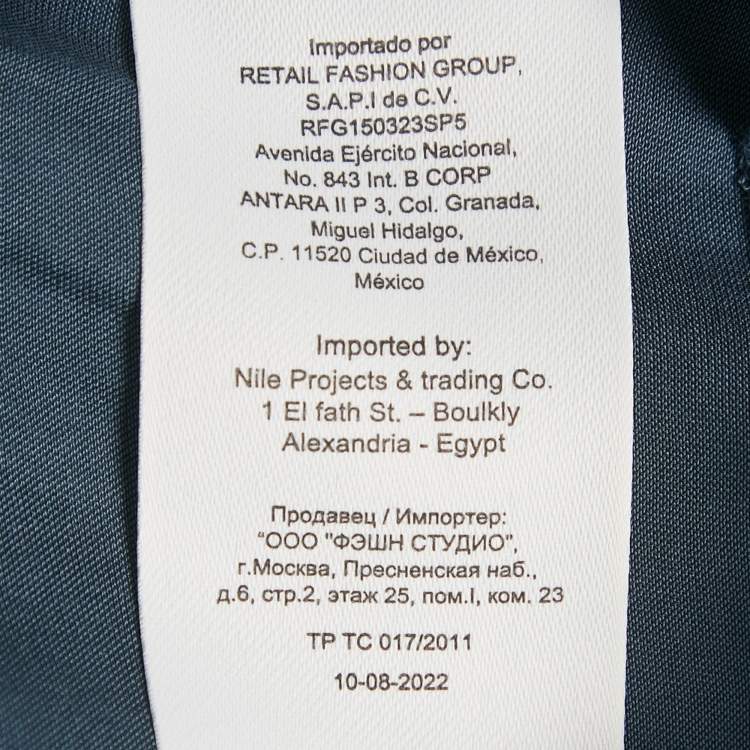 Importado por
RETAIL FASHION GROUP,
S.A.P.I de C.V.
RFG150323SP5
Avenida Ejército Nacional,
No. 843 Int. B CORP
ANTARA II P 3, Col. Granada,
Miguel Hidalgo,
C.P. 11520 Ciudad de México,
México
Imported by:
Nile Projects & trading Co.
1 El fath St. – Boulkly
Alexandria - Egypt
Продавец / Импортер:
“ООО "ФЭШН СТУДИО",
г.Москва, Пресненская наб.,
д.6, стр.2, этаж 25, пом.I, ком. 23
ТР ТС 017/2011
10-08-2022